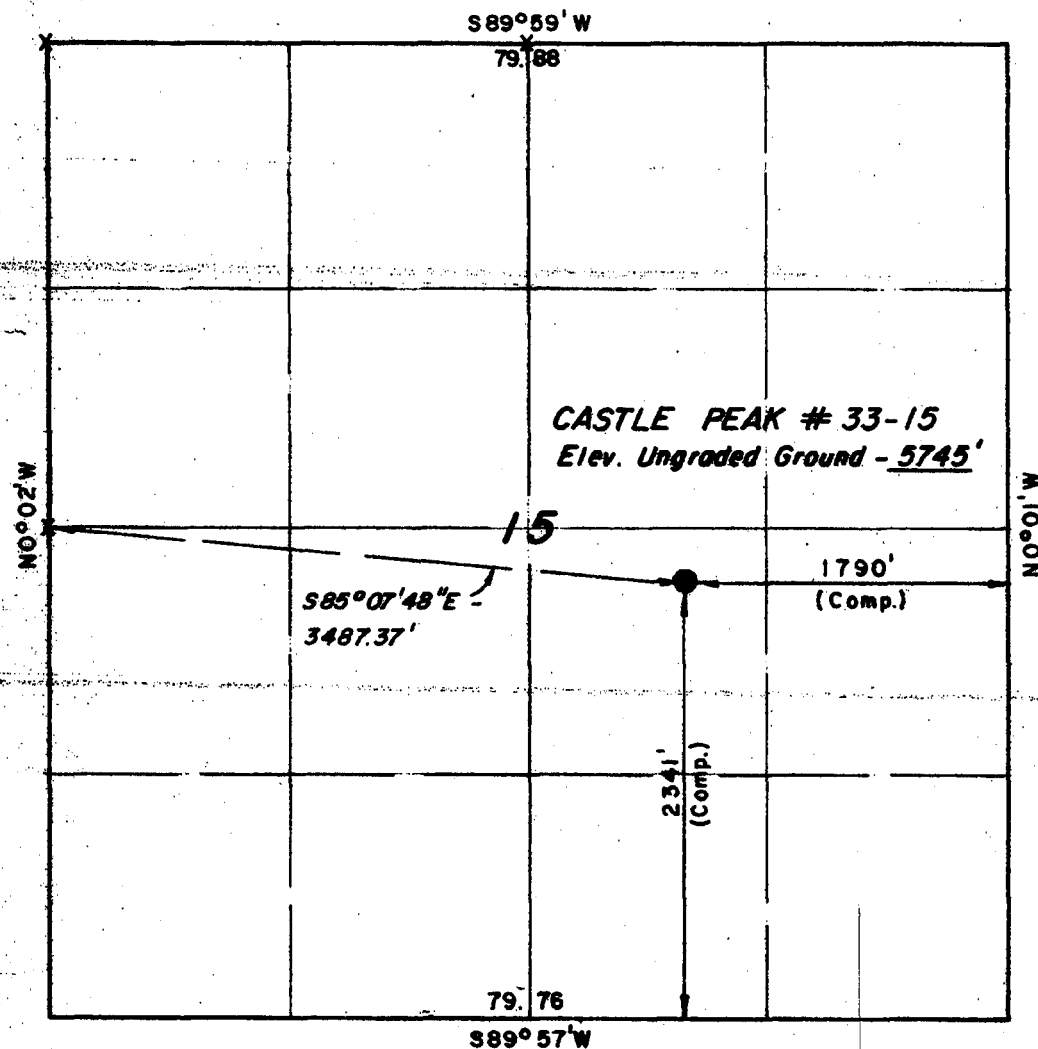 S89°59'W
79.88
CASTLE PEAK # 33-15
Elev. Ungraded Ground - 5745'
N0°02'W
15
N0°01'W
1790'
(Comp.)
S85°07'48"E -
3487.37'
2341'
(Comp.)
79.76
S89°57'W